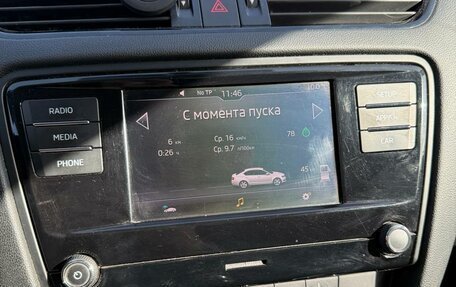 No TP 11:46
RADIO
MEDIA
PHONE
С момента пуска
6 км Ср. 16 км/ч 78
0:26 ч Ср. 9.7 л/100км
45
SETUP
APP
CAR